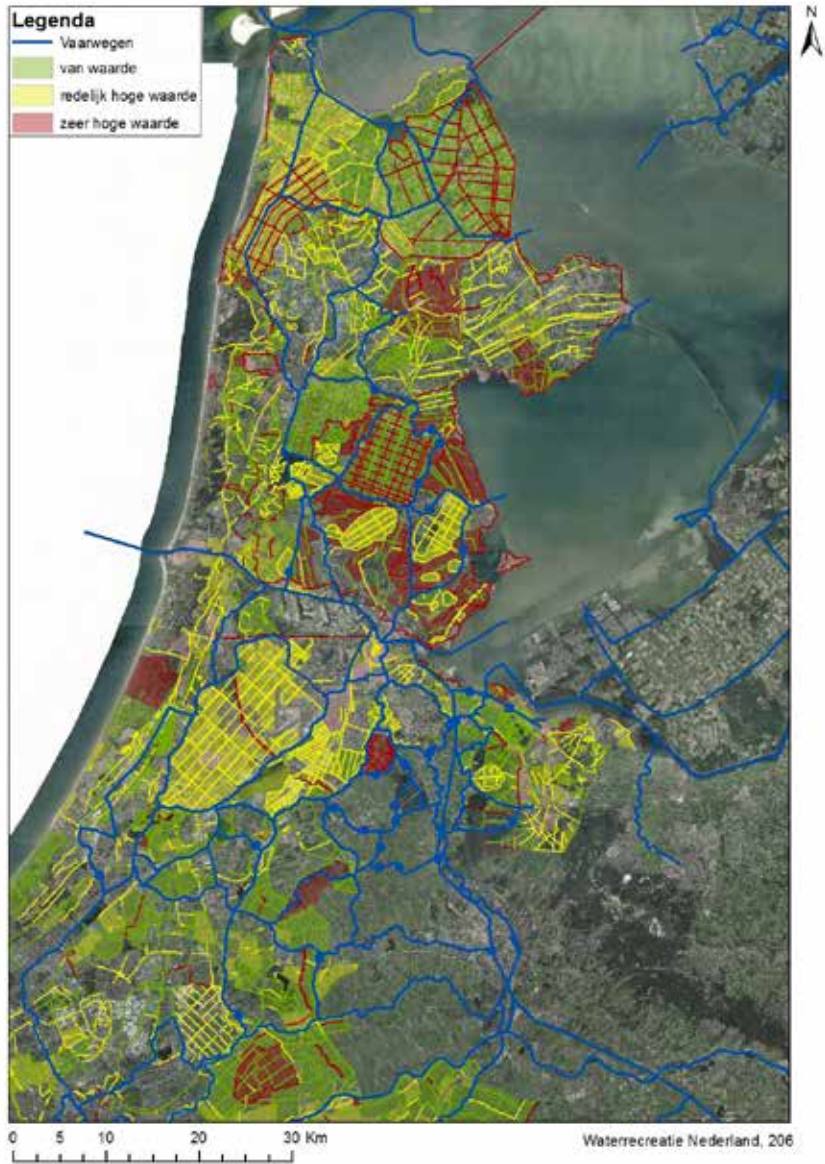 Legenda
Vaarwegen
van waarde
redelijk hoge waarde
zeer hoge waarde
N
0 5 10 20 30 Km
Waterrecreatie Nederland, 206